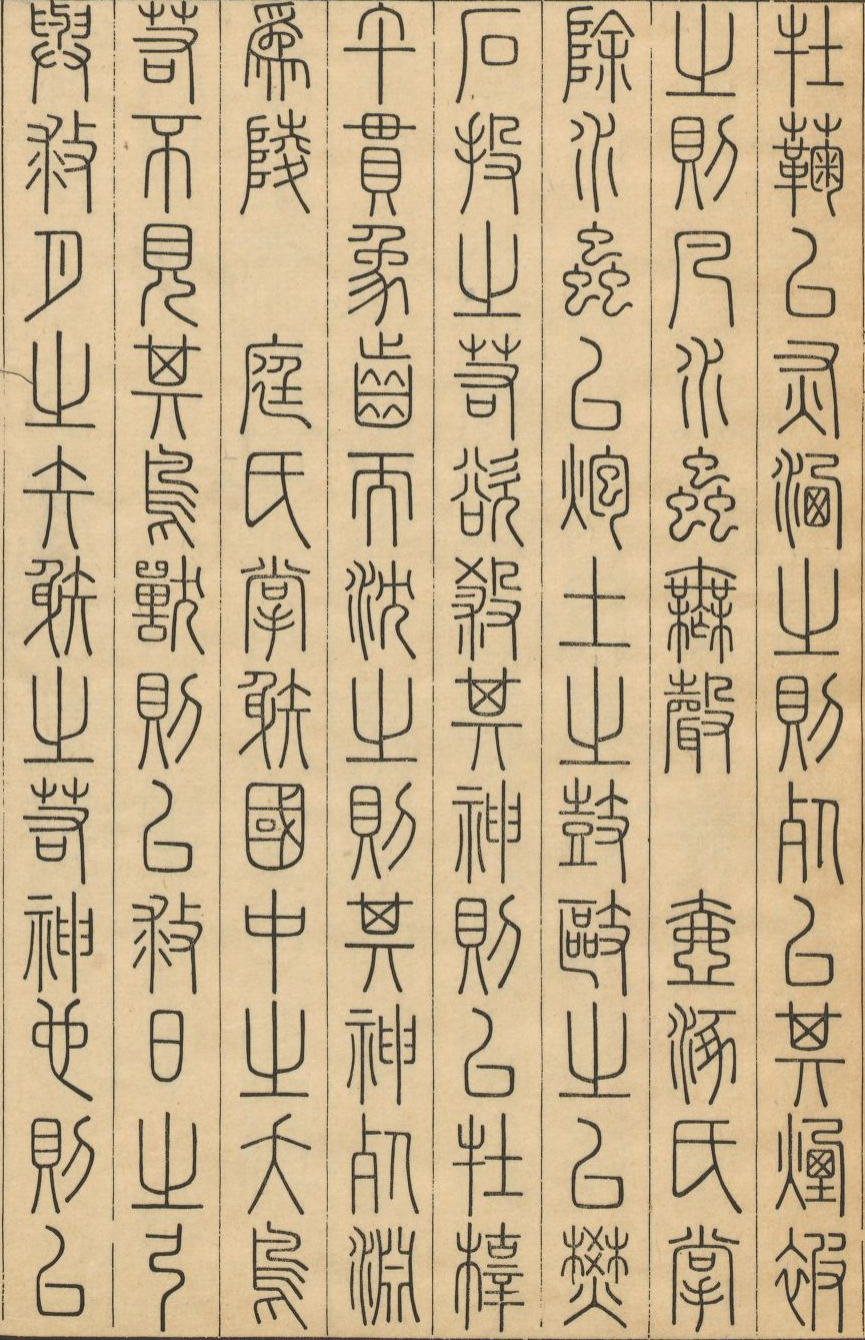 牡蘜以灰洒之則死以其煙被
之則凡水蟲無聲　壺涿氏掌
除水蟲以炮土之鼓敺之以焚
石投之若欲殺其神則以牡橭
午貫象齒而沈之則其神死淵
爲陵　庭氏掌射國中之夭鳥
若不見其鳥獸則以救日之弓
與救月之矢射之若神也則以